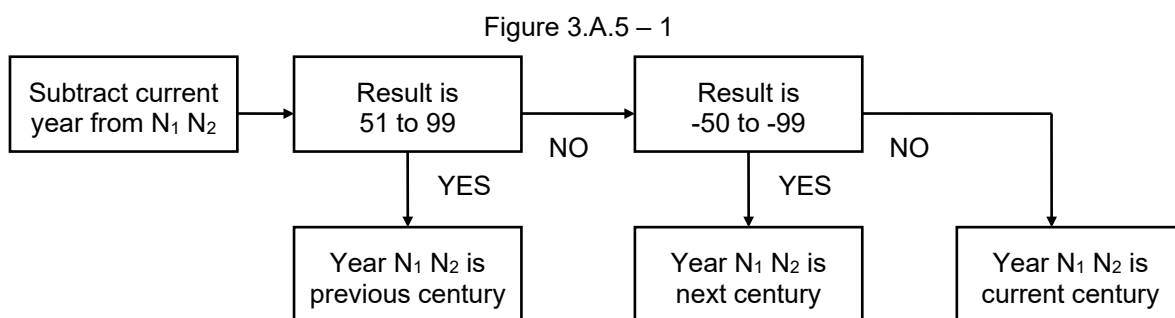 Figure 3.A.5 – 1
Subtract current
year from N₁ N₂
Result is
51 to 99
Result is
-50 to -99
NO
NO
YES
YES
Year N₁ N₂ is
previous century
Year N₁ N₂ is
next century
Year N₁ N₂ is
current century